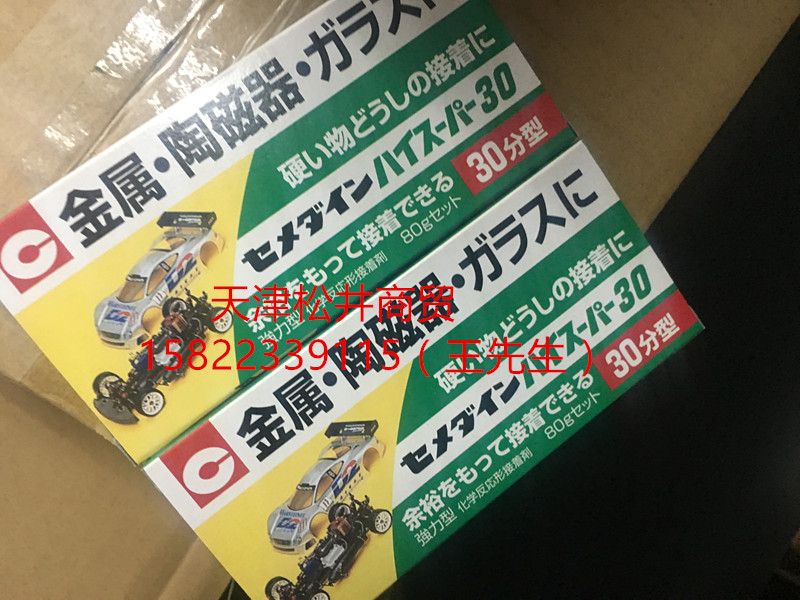 金属・陶磁器・ガラスに
硬い物どうしの接着に
セメダインハイスーパー30
30分型
余裕をもって接着できる
強力型 化学反応形接着剤 80gセット
天津松井商贸
15822339115（王先生）
金属・陶磁器・ガラスに
硬い物どうしの接着に
セメダインハイスーパー30
30分型
余裕をもって接着できる
強力型 化学反応形接着剤 80gセット